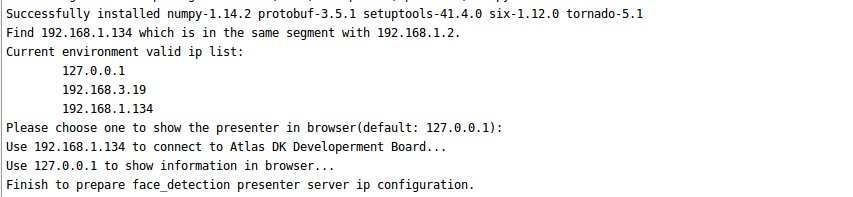 Successfully installed numpy-1.14.2 protobuf-3.5.1 setuptools-41.4.0 six-1.12.0 tornado-5.1
Find 192.168.1.134 which is in the same segment with 192.168.1.2.
Current environment valid ip list:
127.0.0.1
192.168.3.19
192.168.1.134
Please choose one to show the presenter in browser(default: 127.0.0.1):
Use 192.168.1.134 to connect to Atlas DK Developerment Board...
Use 127.0.0.1 to show information in browser...
Finish to prepare face_detection presenter server ip configuration.